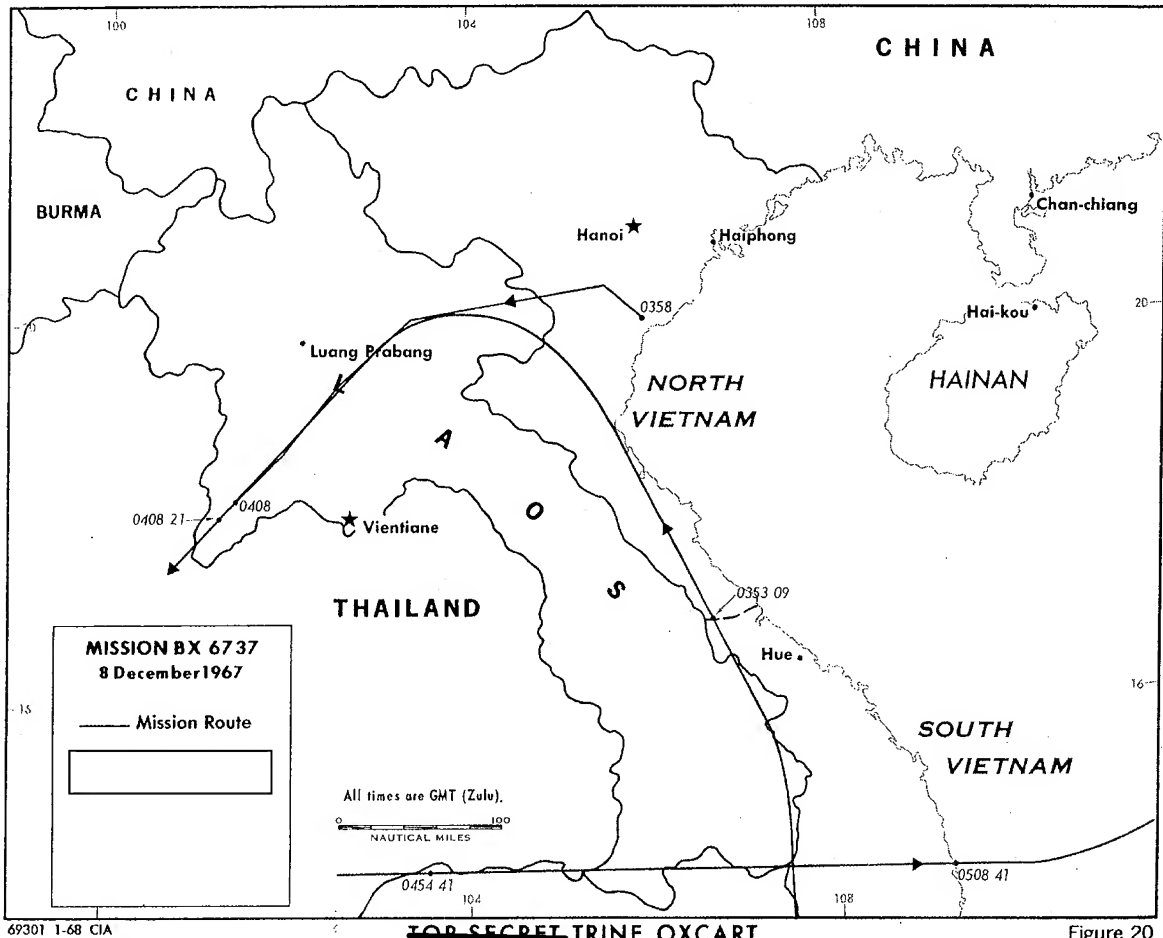 100
104
108
CHINA
CHINA
BURMA
Chan-chiang
Hanoi
Haiphong
0358
20
20
Hai-kou
Luang Prabang
NORTH
VIETNAM
HAINAN
L
A
O
S
0408
0408 21
Vientiane
0353 09
THAILAND
Hue
16
MISSION BX 6737
8 December 1967
Mission Route
SOUTH
VIETNAM
All times are GMT (Zulu).
0
100
NAUTICAL MILES
0454 41
0508 41
104
108
69301 1-68 CIA
TOP SECRET TRINE OXCART
Figure 20